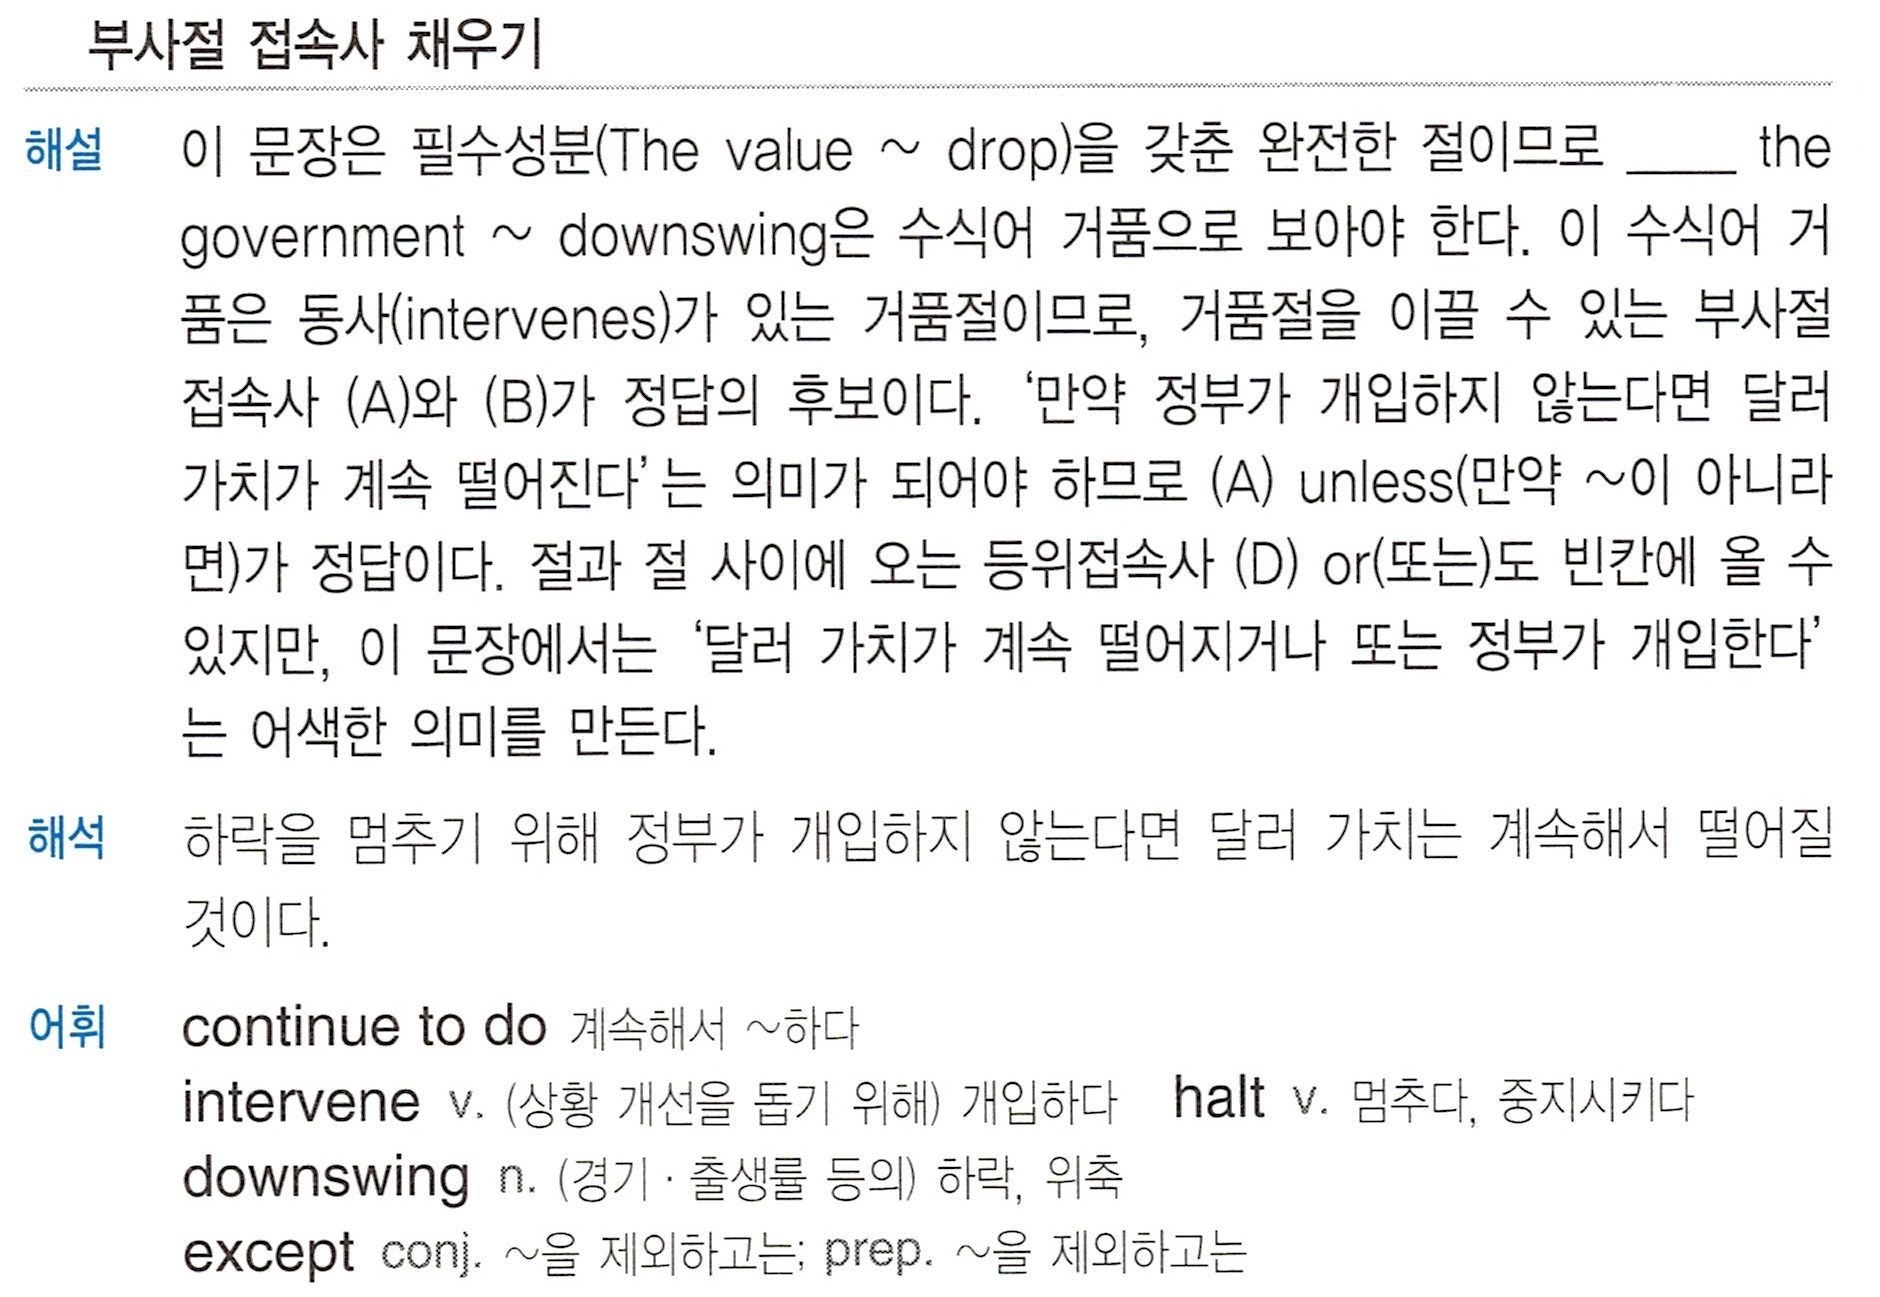 부사절 접속사 채우기
해설 이 문장은 필수성분(The value ~ drop)을 갖춘 완전한 절이므로 ____ the
government ~ downswing은 수식어 거품으로 보아야 한다. 이 수식어 거
품은 동사(intervenes)가 있는 거품절이므로, 거품절을 이끌 수 있는 부사절
접속사 (A)와 (B)가 정답의 후보이다. ‘만약 정부가 개입하지 않는다면 달러
가치가 계속 떨어진다’는 의미가 되어야 하므로 (A) unless(만약 ~이 아니라
면)가 정답이다. 절과 절 사이에 오는 등위접속사 (D) or(또는)도 빈칸에 올 수
있지만, 이 문장에서는 ‘달러 가치가 계속 떨어지거나 또는 정부가 개입한다’
는 어색한 의미를 만든다.
해석 하락을 멈추기 위해 정부가 개입하지 않는다면 달러 가치는 계속해서 떨어질
것이다.
어휘 continue to do 계속해서 ~하다
intervene v. (상황 개선을 돕기 위해) 개입하다 halt v. 멈추다, 중지시키다
downswing n. (경기 · 출생률 등의) 하락, 위축
except conj. ~을 제외하고는; prep. ~을 제외하고는